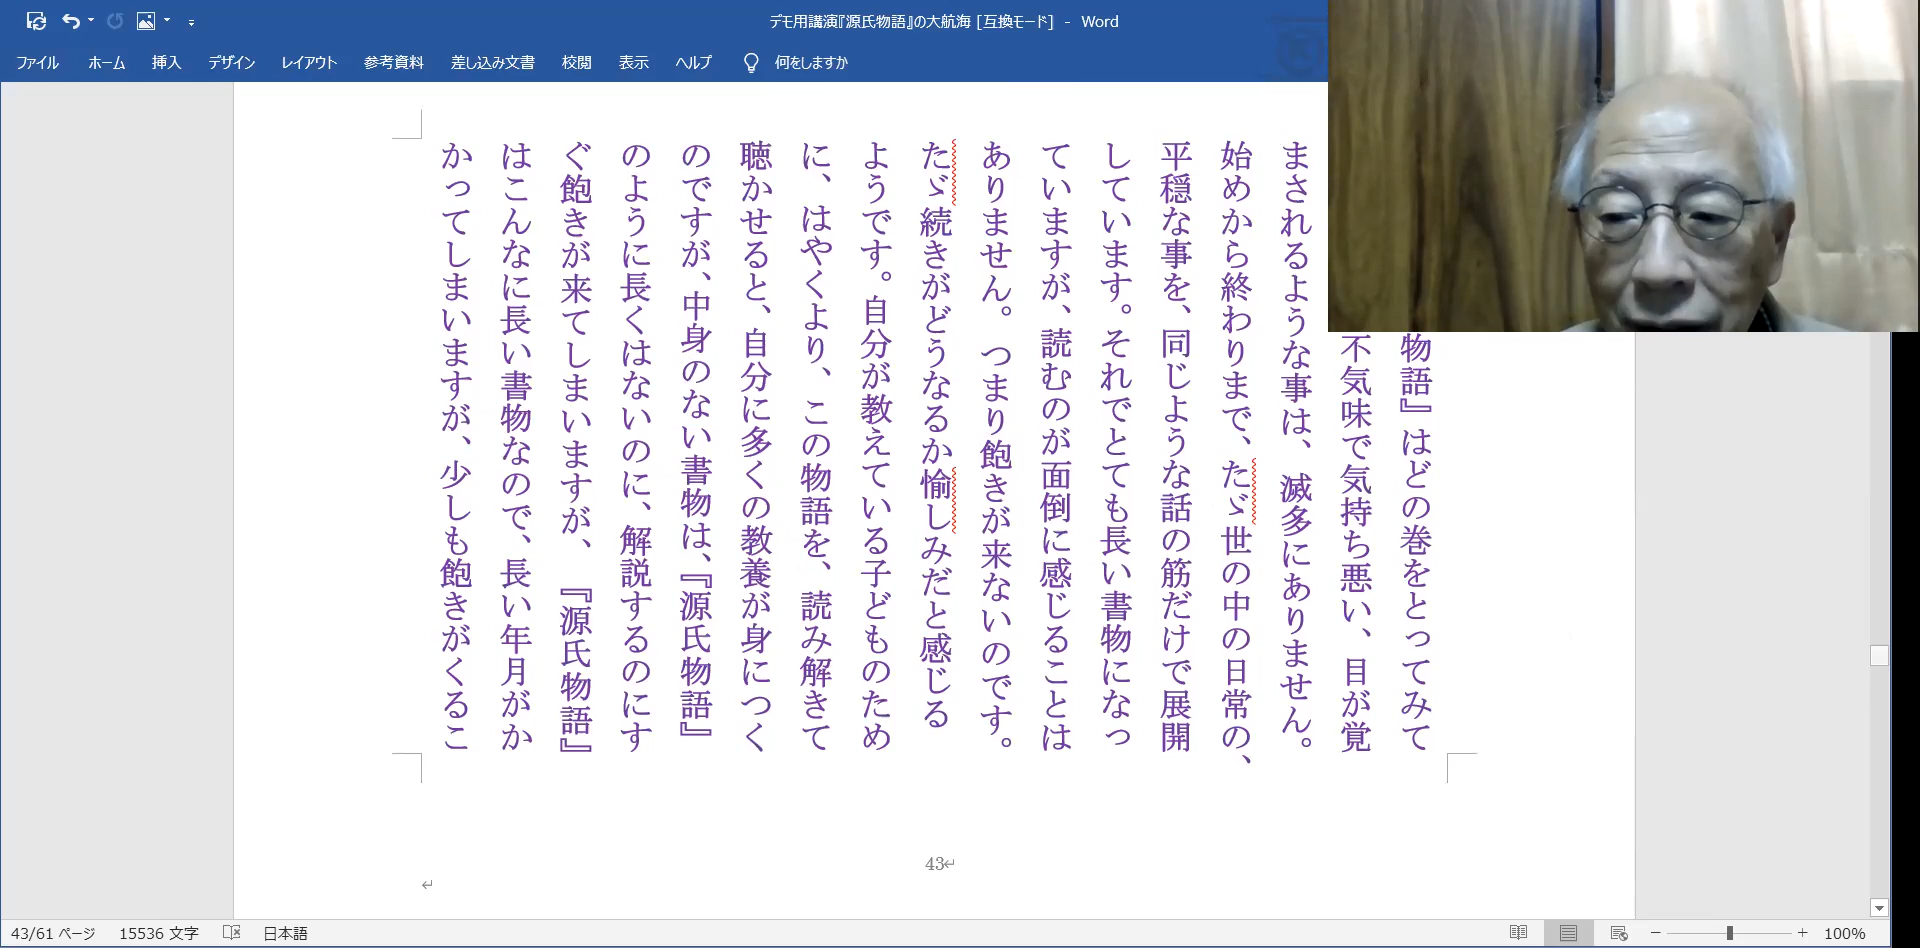 デモ用講演『源氏物語』の大航海 [互換モード] - Word
ファイル ホーム 挿入 デザイン レイアウト 参考資料 差し込み文書 校閲 表示 ヘルプ 何をしますか
物語』はどの巻をとってみて
不気味で気持ち悪い、目が覚
まされるような事は、滅多にありません。
始めから終わりまで、たゞ世の中の日常の、
平穏な事を、同じような話の筋だけで展開
しています。それでとても長い書物になっ
ていますが、読むのが面倒に感じることは
ありません。つまり飽きが来ないのです。
たゞ続きがどうなるか愉しみだと感じる
ようです。自分が教えている子どものため
に、はやくより、この物語を、読み解きて
聴かせると、自分に多くの教養が身につく
のですが、中身のない書物は、『源氏物語』
のように長くはないのに、解説するのにす
ぐ飽きが来てしまいますが、『源氏物語』
はこんなに長い書物なので、長い年月がか
かってしまいますが、少しも飽きがくるこ
43
43/61 ページ 15536 文字 日本語 100%